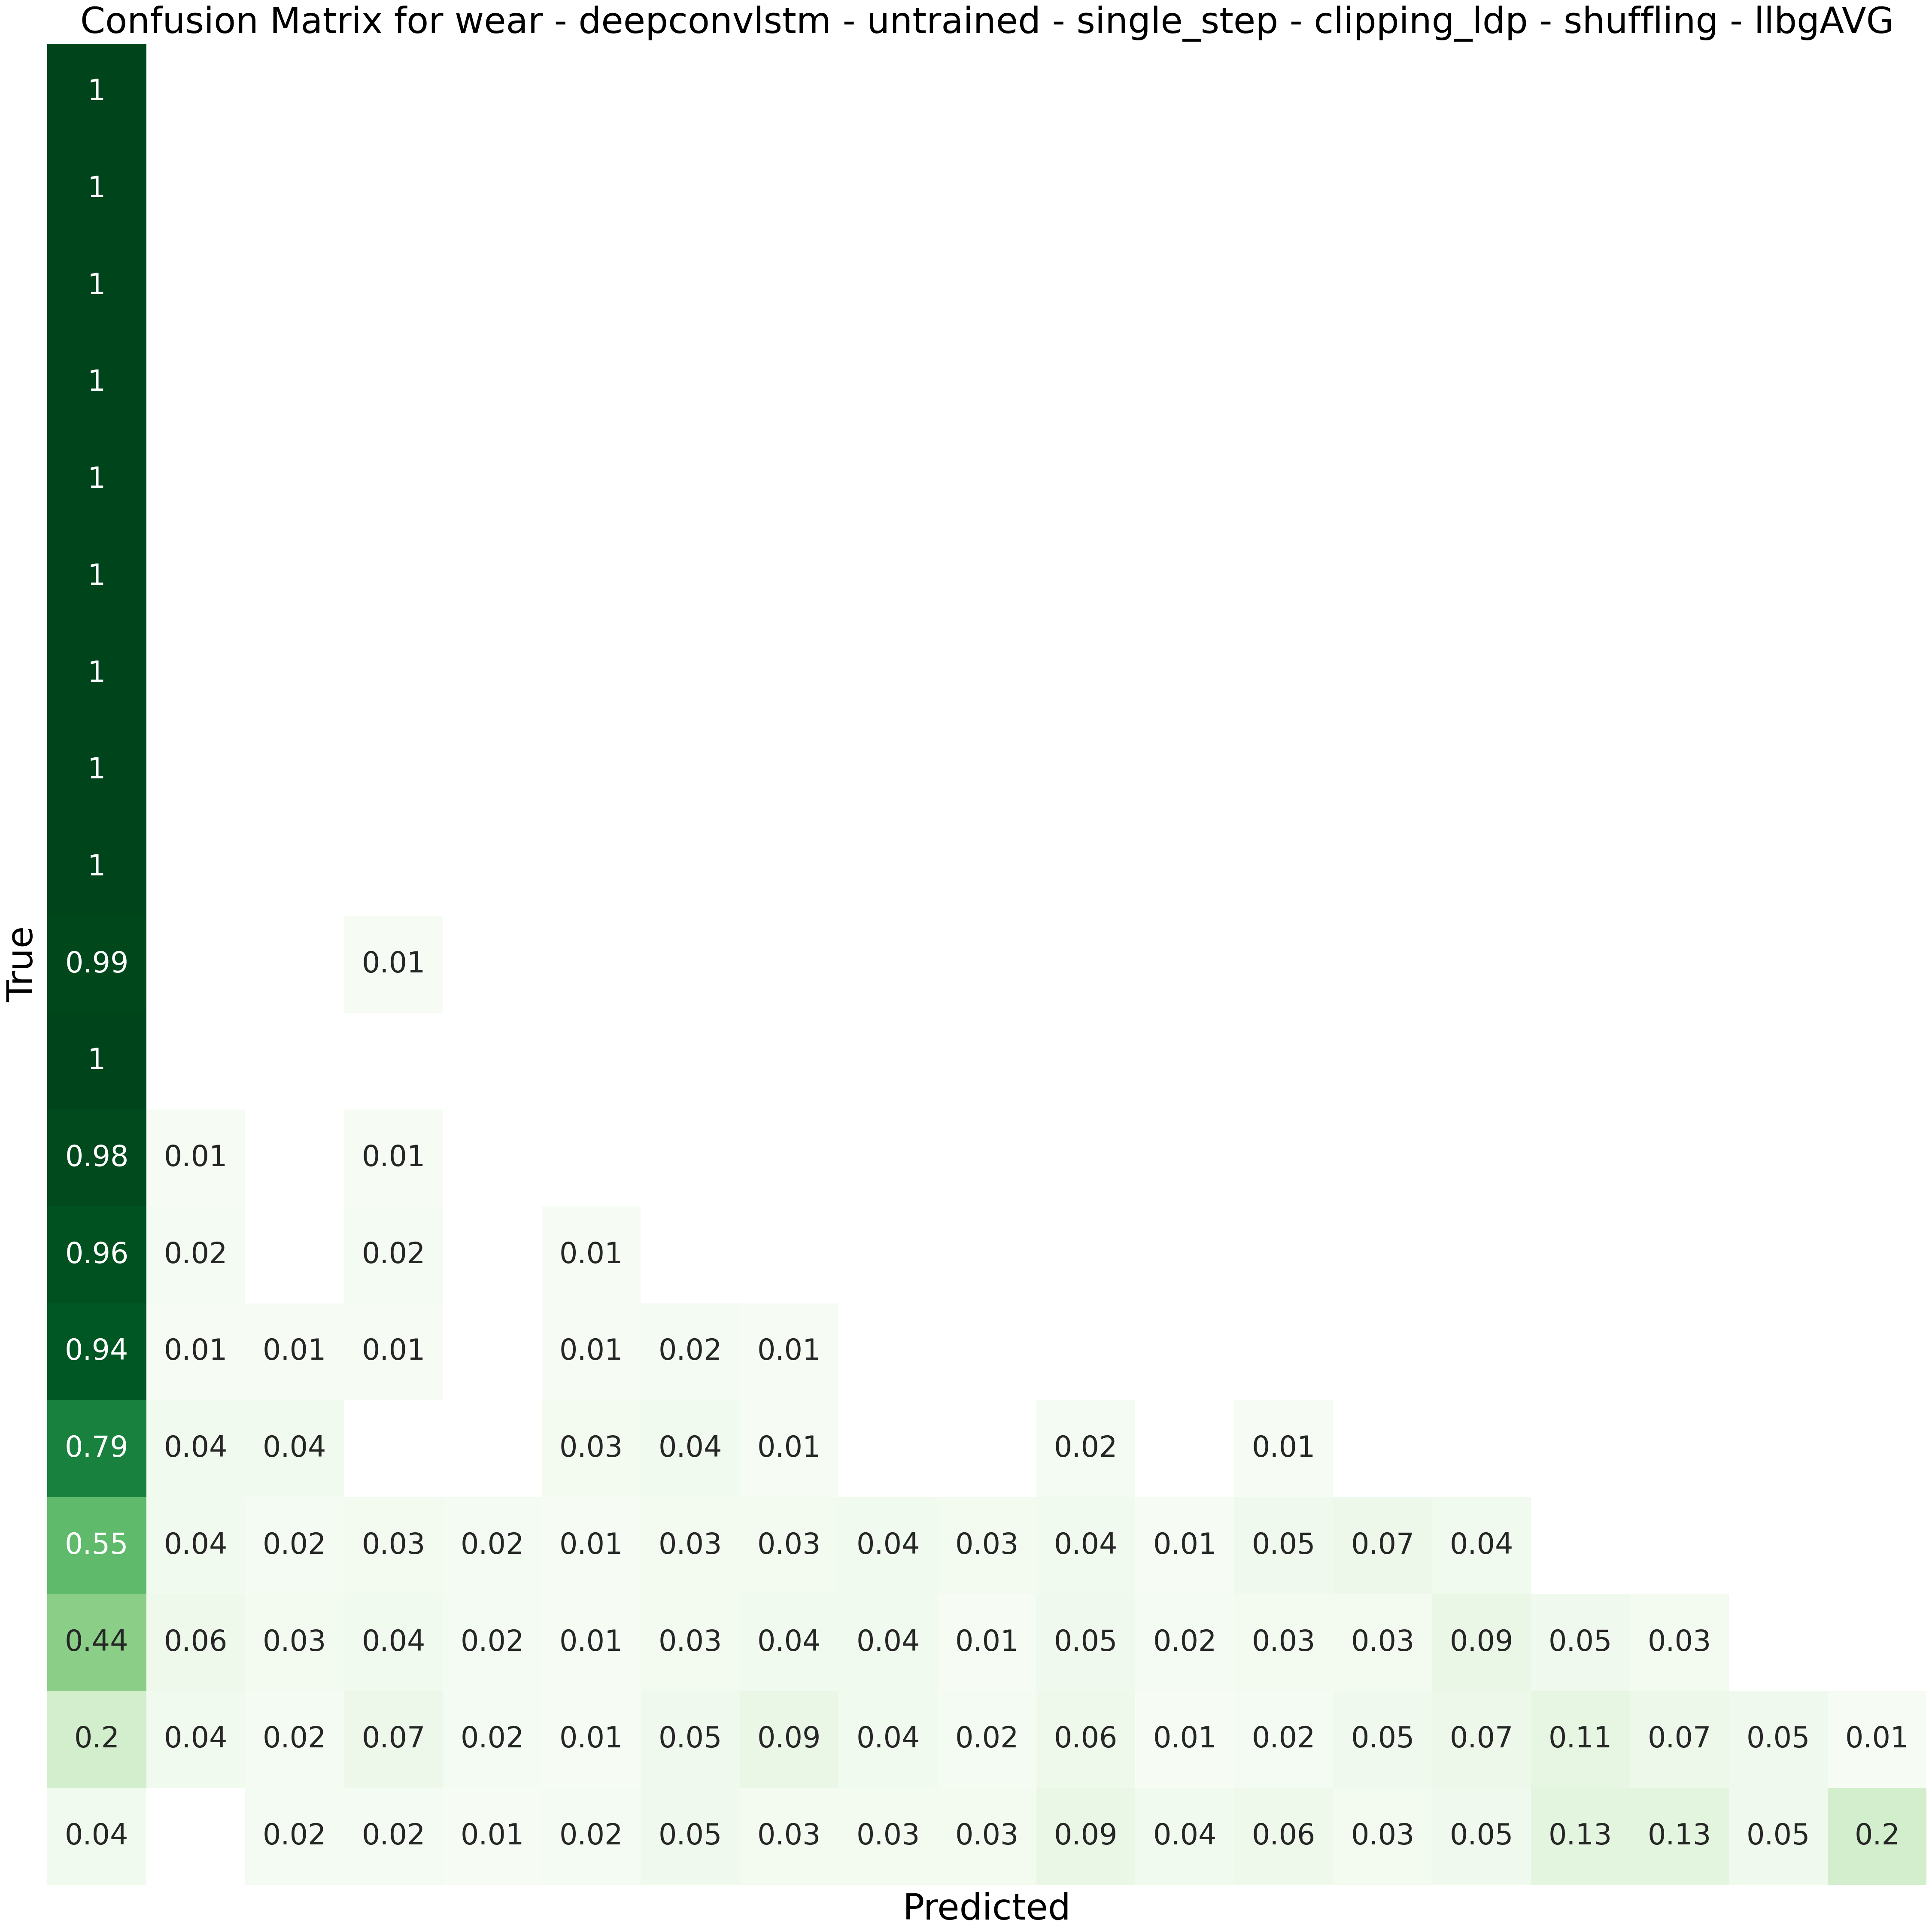 Confusion Matrix for wear - deepconvlstm - untrained - single_step - clipping_ldp - shuffling - llbgAVG
1
1
1
1
1
1
1
1
1
0.99 0.01
1
0.98 0.01 0.01
0.96 0.02 0.02 0.01
0.94 0.01 0.01 0.01 0.01 0.02 0.01
0.79 0.04 0.04 0.03 0.04 0.01 0.02 0.01
0.55 0.04 0.02 0.03 0.02 0.01 0.03 0.03 0.04 0.03 0.04 0.01 0.05 0.07 0.04
0.44 0.06 0.03 0.04 0.02 0.01 0.03 0.04 0.04 0.01 0.05 0.02 0.03 0.03 0.09 0.05 0.03
0.2 0.04 0.02 0.07 0.02 0.01 0.05 0.09 0.04 0.02 0.06 0.01 0.02 0.05 0.07 0.11 0.07 0.05 0.01
0.04 0.02 0.02 0.01 0.02 0.05 0.03 0.03 0.03 0.09 0.04 0.06 0.03 0.05 0.13 0.13 0.05 0.2
True
Predicted